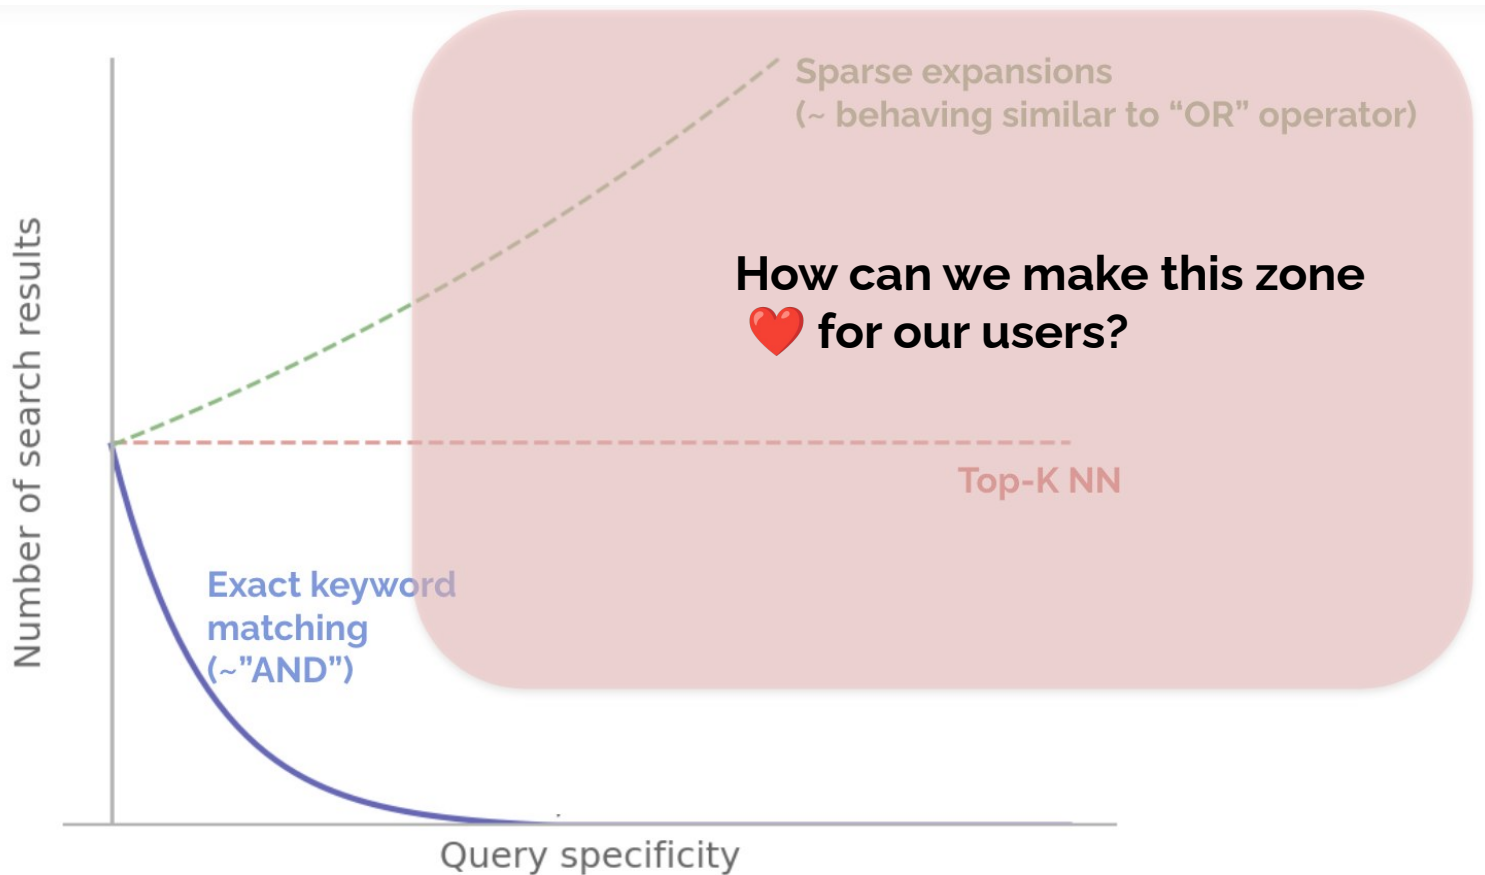 Sparse expansions
(~ behaving similar to “OR” operator)
How can we make this zone
❤️ for our users?
Top-K NN
Exact keyword
matching
(~”AND”)
Number of search results
Query specificity